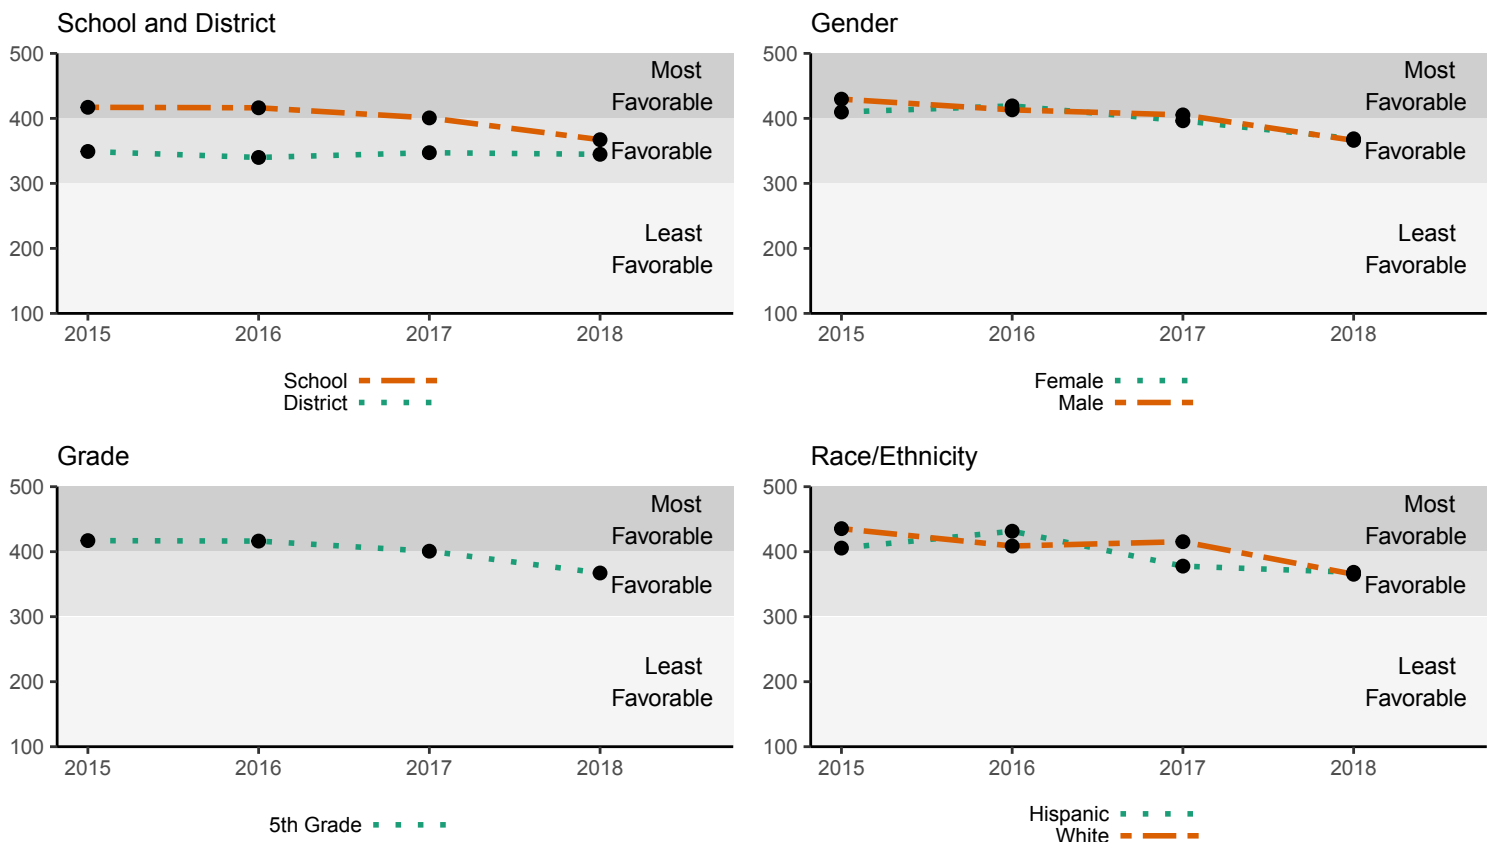 School and District
500
400
300
200
100
Most
Favorable
Favorable
Least
Favorable
2015 2016 2017 2018
School
District
Gender
500
400
300
200
100
Most
Favorable
Favorable
Least
Favorable
2015 2016 2017 2018
Female
Male
Grade
500
400
300
200
100
Most
Favorable
Favorable
Least
Favorable
2015 2016 2017 2018
5th Grade
Race/Ethnicity
500
400
300
200
100
Most
Favorable
Favorable
Least
Favorable
2015 2016 2017 2018
Hispanic
White